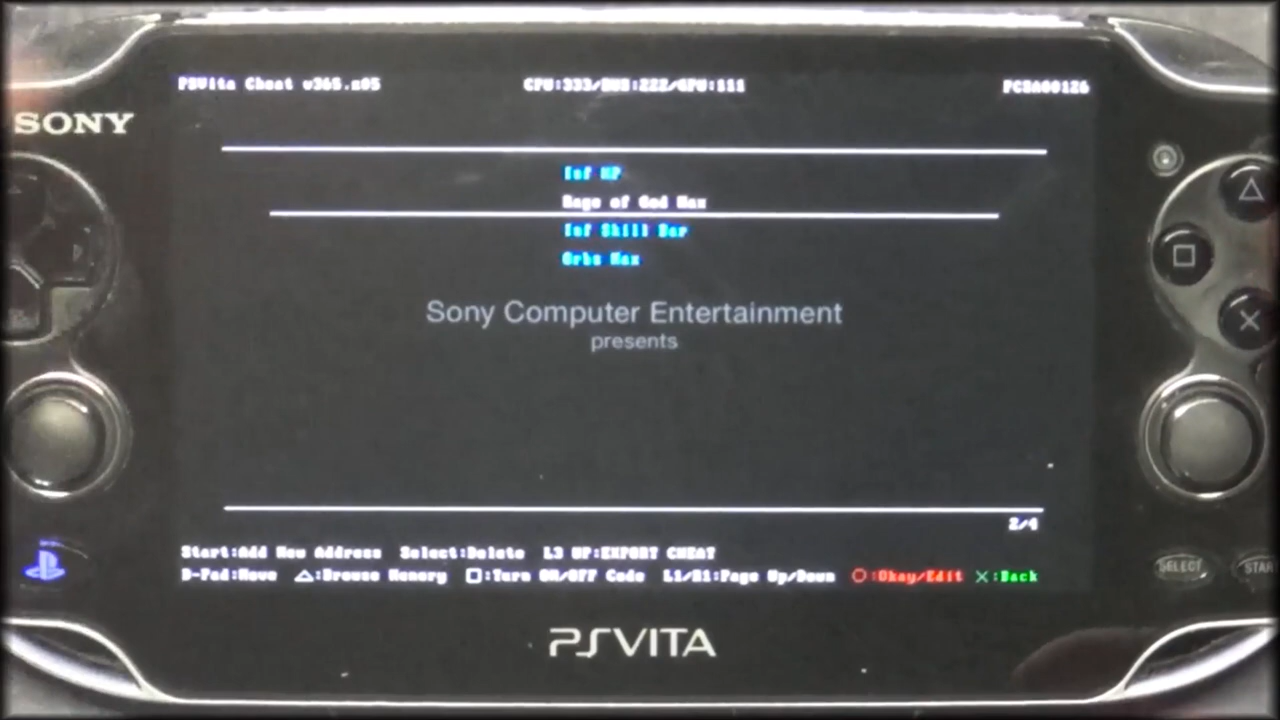 PSVita Cheat v365.z05 CPU:333/BUS:222/GPU:111 PCSA00126
SONY
Inf HP
Rage of God Max
Inf Skill Bar
Orbs Max
Sony Computer Entertainment
presents
2/4
Start:Add New Address Select:Delete L3 UP:EXPORT CHEAT
D-Pad:Move △:Browse Memory □:Turn ON/OFF Code L1/R1:Page Up/Down ○:Okay/Edit ×:Back
SELECT
START
PSVITA